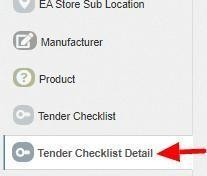 EA Store Sub Location
Manufacturer
Product
Tender Checklist
Tender Checklist Detail